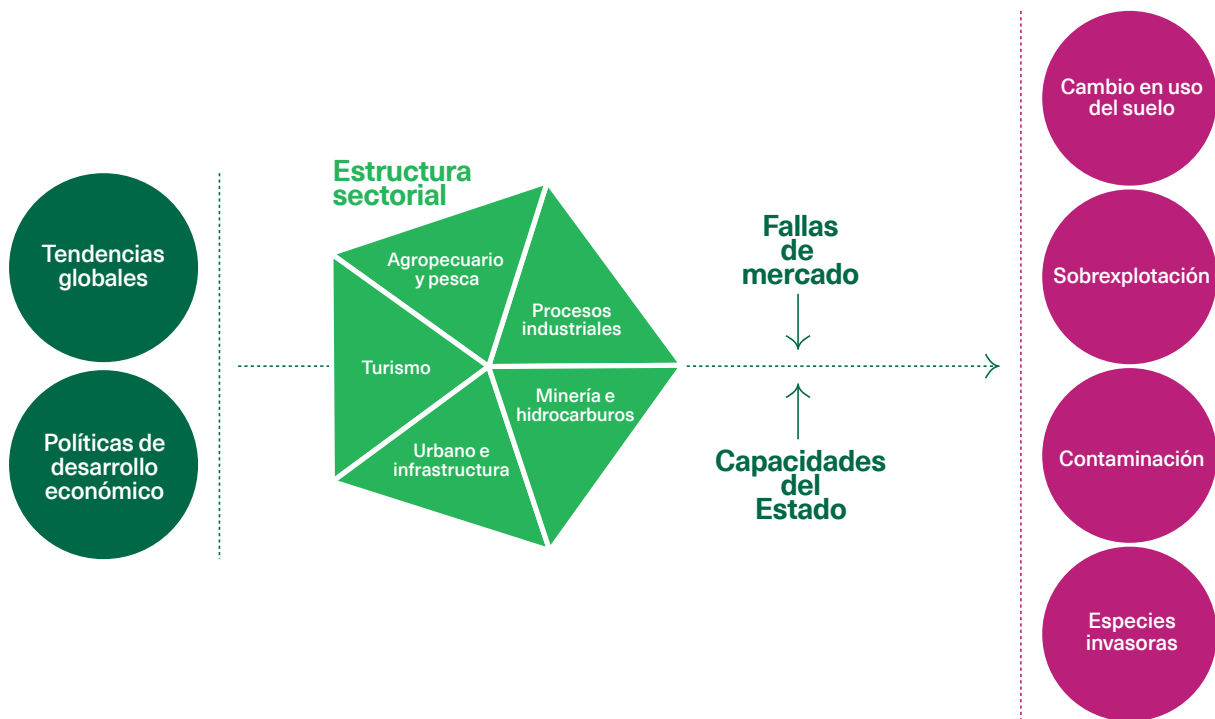 Tendencias
globales
Políticas de
desarrollo
económico
Estructura
sectorial
Agropecuario
y pesca
Procesos
industriales
Turismo
Minería e
hidrocarburos
Urbano e
infrastructura
Fallas
de
mercado
Capacidades
del
Estado
Cambio en uso
del suelo
Sobrexplotación
Contaminación
Especies
invasoras